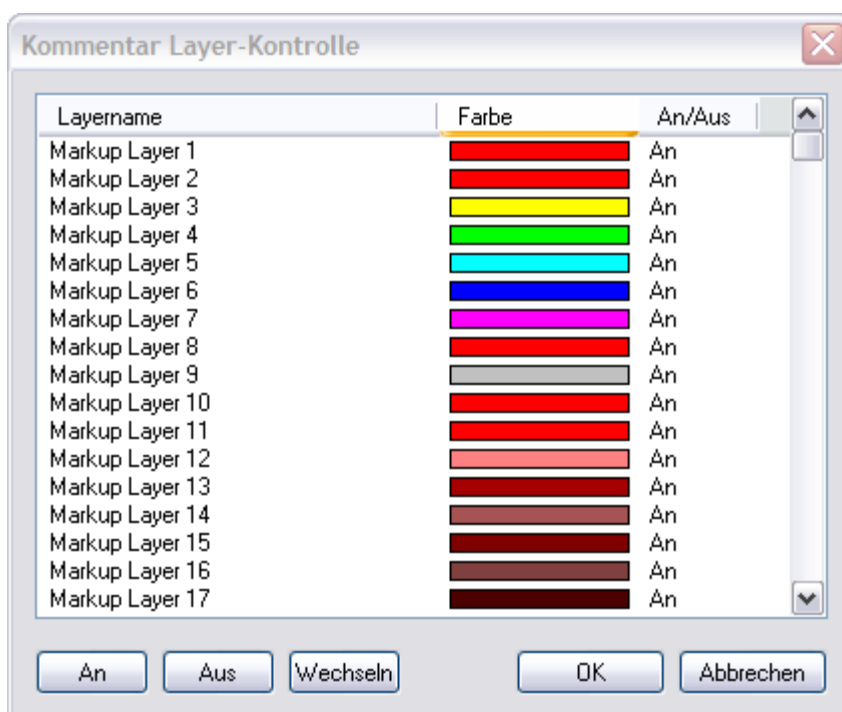 Kommentar Layer-Kontrolle
Layername Farbe An/Aus
Markup Layer 1 An
Markup Layer 2 An
Markup Layer 3 An
Markup Layer 4 An
Markup Layer 5 An
Markup Layer 6 An
Markup Layer 7 An
Markup Layer 8 An
Markup Layer 9 An
Markup Layer 10 An
Markup Layer 11 An
Markup Layer 12 An
Markup Layer 13 An
Markup Layer 14 An
Markup Layer 15 An
Markup Layer 16 An
Markup Layer 17 An
An Aus Wechseln OK Abbrechen